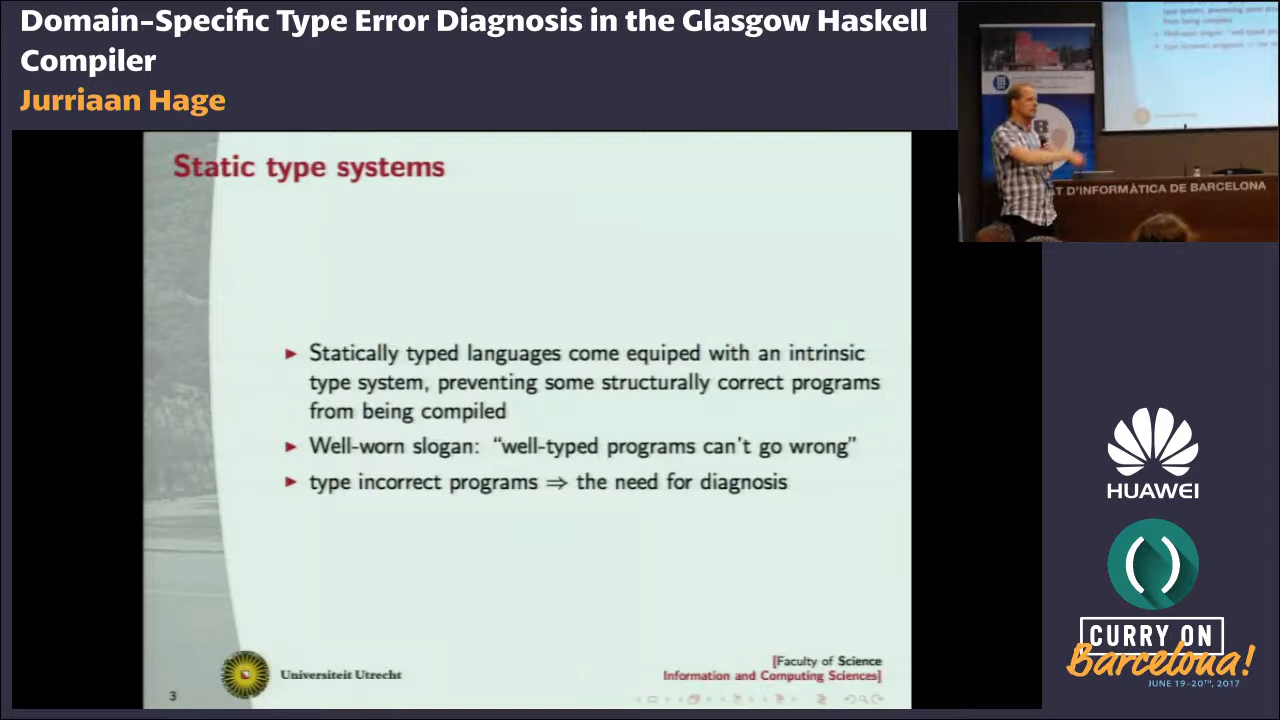 Domain-Specific Type Error Diagnosis in the Glasgow Haskell
Compiler
Jurriaan Hage
Static type systems
▶ Statically typed languages come equiped with an intrinsic
type system, preventing some structurally correct programs
from being compiled
▶ Well-worn slogan: “well-typed programs can't go wrong”
▶ type incorrect programs ⇒ the need for diagnosis
3
Universiteit Utrecht
[Faculty of Science
Information and Computing Sciences]
T D'INFORMÀTICA DE BARCELONA
HUAWEI
CURRY ON
Barcelona!
JUNE 19-20TH, 2017